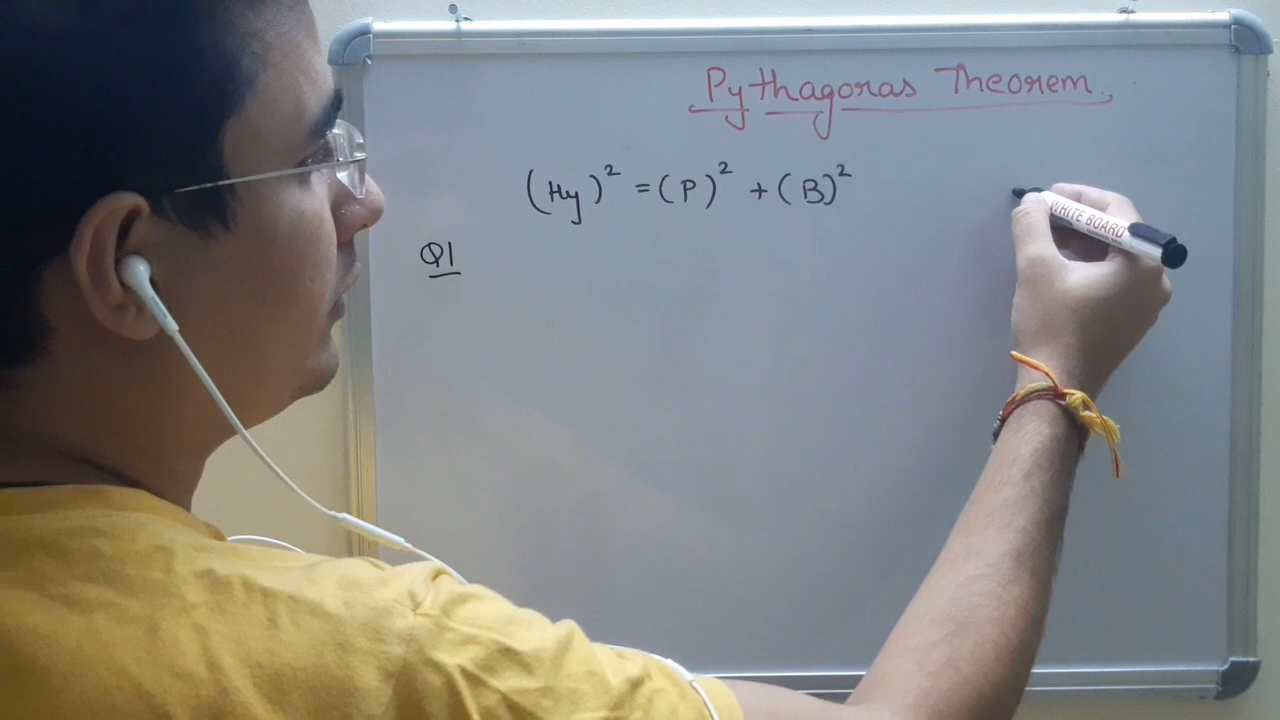 Pythagoras Theorem.
(Hy)² = (P)² + (B)²
WHITE BOARD
Q1